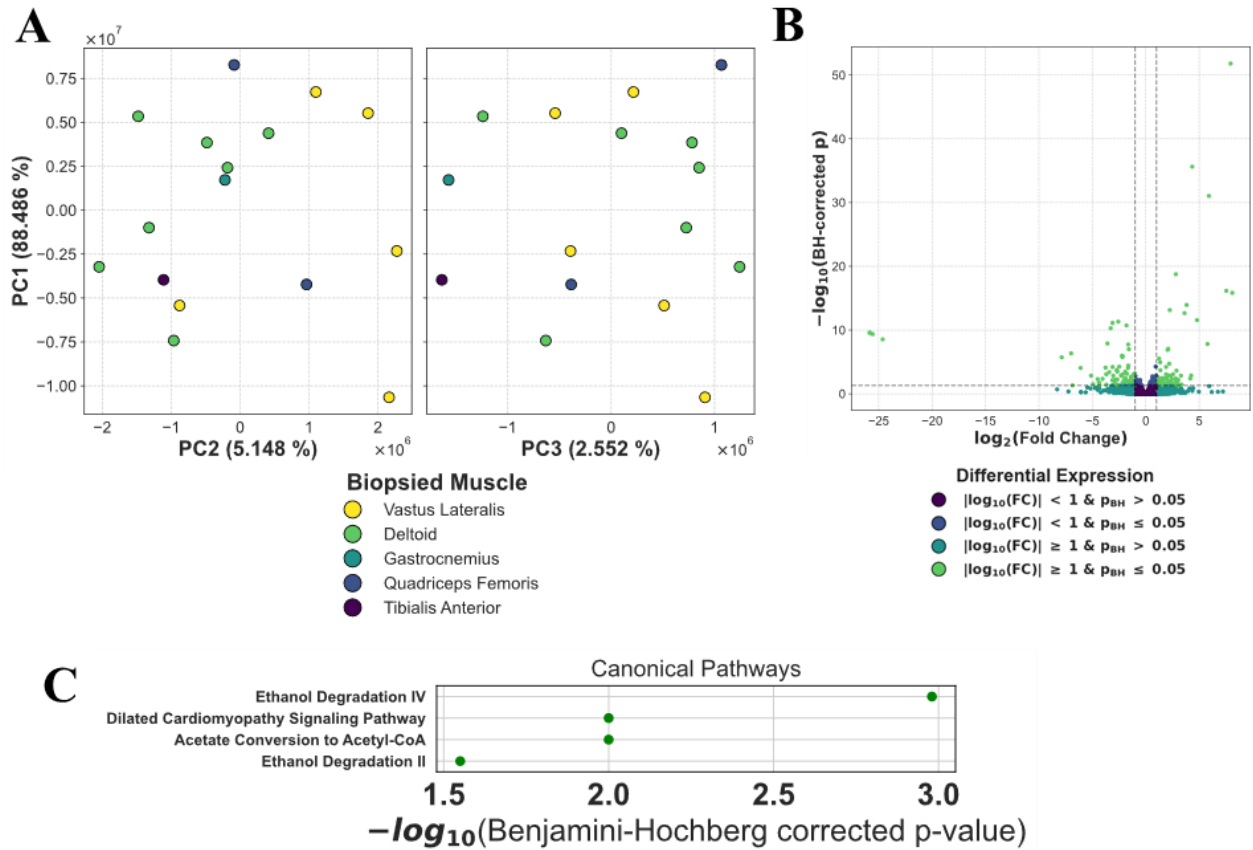 A
×10⁷
0.75
0.50
0.25
0.00
−0.25
−0.50
−0.75
−1.00
PC1 (88.486 %)
−2 −1 0 1 2
PC2 (5.148 %)
×10⁶
−1 0 1
PC3 (2.552 %)
×10⁶
Biopsied Muscle
Vastus Lateralis
Deltoid
Gastrocnemius
Quadriceps Femoris
Tibialis Anterior
B
50
40
30
20
10
0
−log₁₀(BH-corrected p)
−25 −20 −15 −10 −5 0 5
log₂(Fold Change)
Differential Expression
|log₁₀(FC)| < 1 & pBH > 0.05
|log₁₀(FC)| < 1 & pBH ≤ 0.05
|log₁₀(FC)| ≥ 1 & pBH > 0.05
|log₁₀(FC)| ≥ 1 & pBH ≤ 0.05
C
Canonical Pathways
Ethanol Degradation IV
Dilated Cardiomyopathy Signaling Pathway
Acetate Conversion to Acetyl-CoA
Ethanol Degradation II
1.5 2.0 2.5 3.0
−log₁₀(Benjamini-Hochberg corrected p-value)